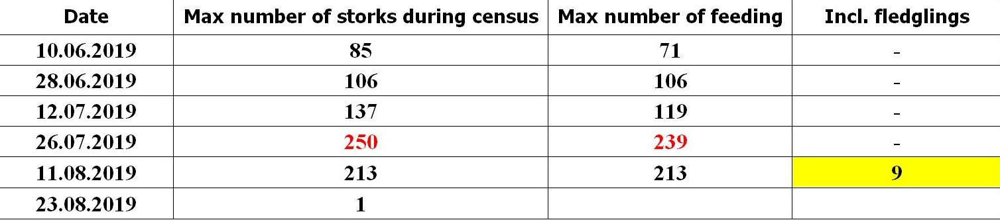 Date Max number of storks during census Max number of feeding Incl. fledglings
10.06.2019 85 71 -
28.06.2019 106 106 -
12.07.2019 137 119 -
26.07.2019 250 239 -
11.08.2019 213 213 9
23.08.2019 1